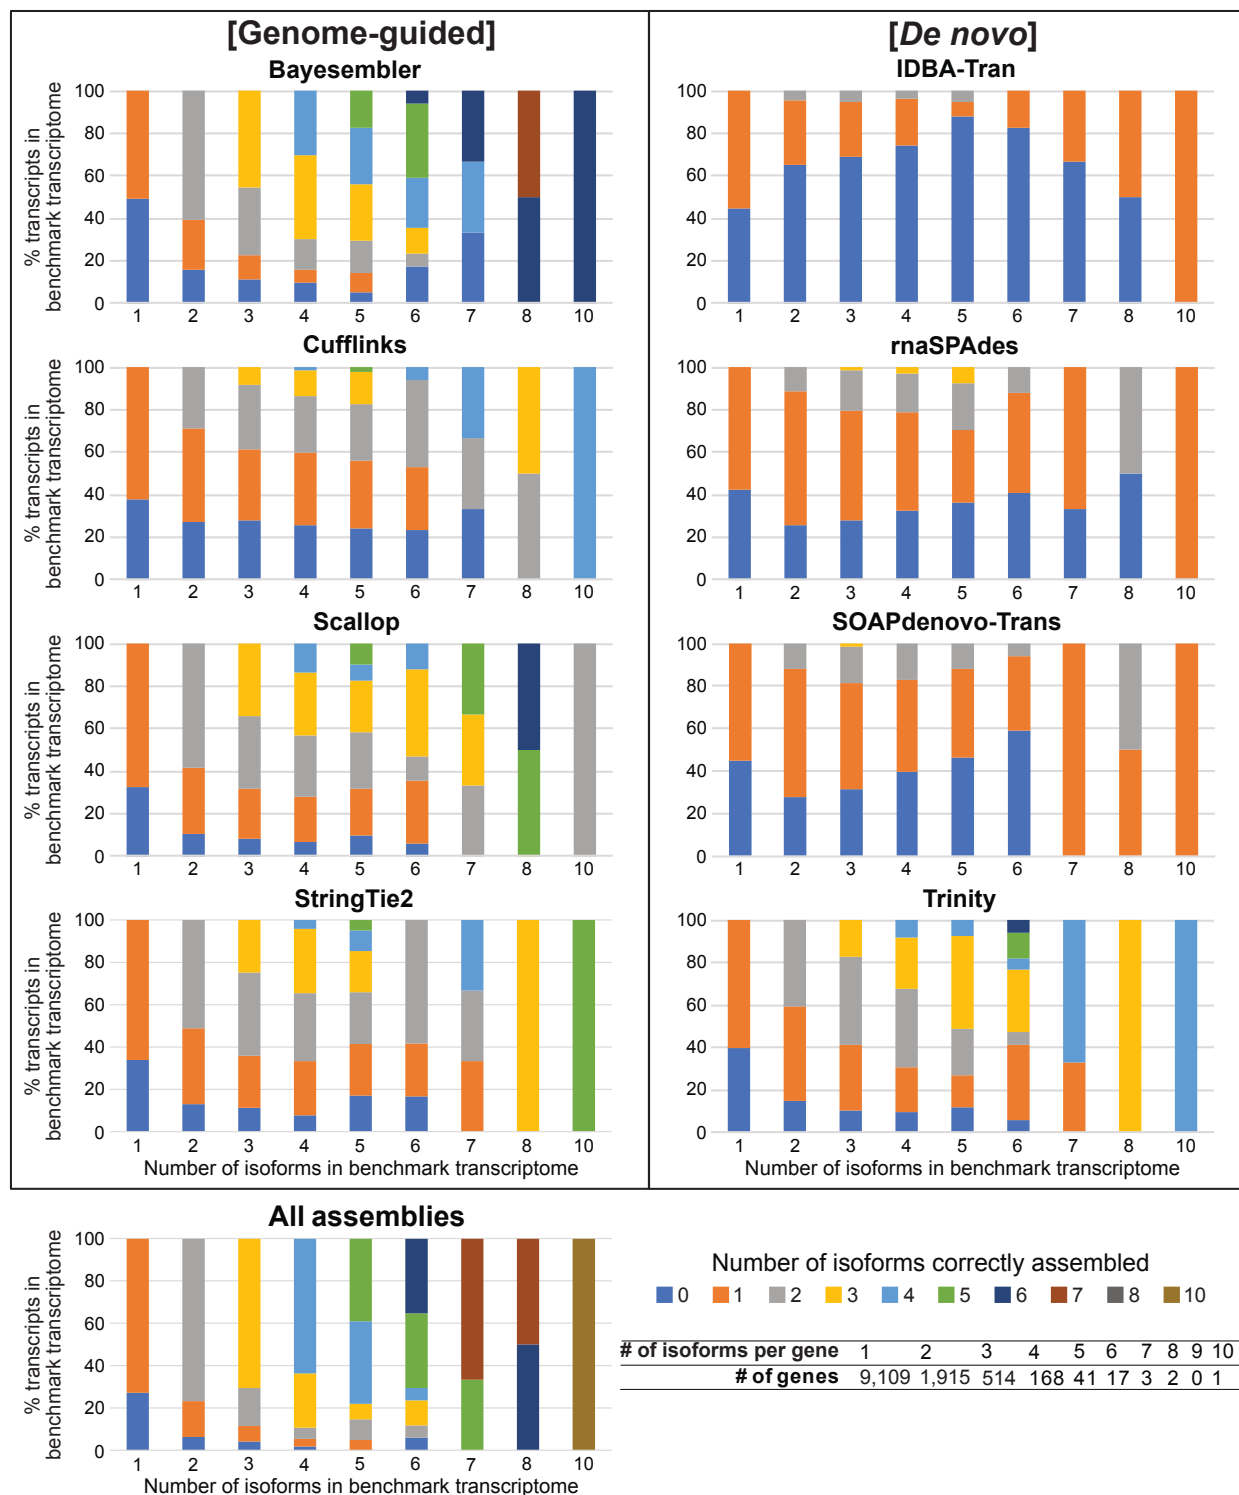 [Genome-guided]
Bayesembler
% transcripts in
benchmark transcriptome
100
80
60
40
20
0
1 2 3 4 5 6 7 8 10
Cufflinks
% transcripts in
benchmark transcriptome
100
80
60
40
20
0
1 2 3 4 5 6 7 8 10
Scallop
% transcripts in
benchmark transcriptome
100
80
60
40
20
0
1 2 3 4 5 6 7 8 10
StringTie2
% transcripts in
benchmark transcriptome
100
80
60
40
20
0
1 2 3 4 5 6 7 8 10
Number of isoforms in benchmark transcriptome
[De novo]
IDBA-Tran
100
80
60
40
20
0
1 2 3 4 5 6 7 8 10
rnaSPAdes
100
80
60
40
20
0
1 2 3 4 5 6 7 8 10
SOAPdenovo-Trans
100
80
60
40
20
0
1 2 3 4 5 6 7 8 10
Trinity
100
80
60
40
20
0
1 2 3 4 5 6 7 8 10
Number of isoforms in benchmark transcriptome
All assemblies
% transcripts in
benchmark transcriptome
100
80
60
40
20
0
1 2 3 4 5 6 7 8 10
Number of isoforms in benchmark transcriptome
Number of isoforms correctly assembled
0 1 2 3 4 5 6 7 8 10
# of isoforms per gene 1 2 3 4 5 6 7 8 9 10
# of genes 9,109 1,915 514 168 41 17 3 2 0 1